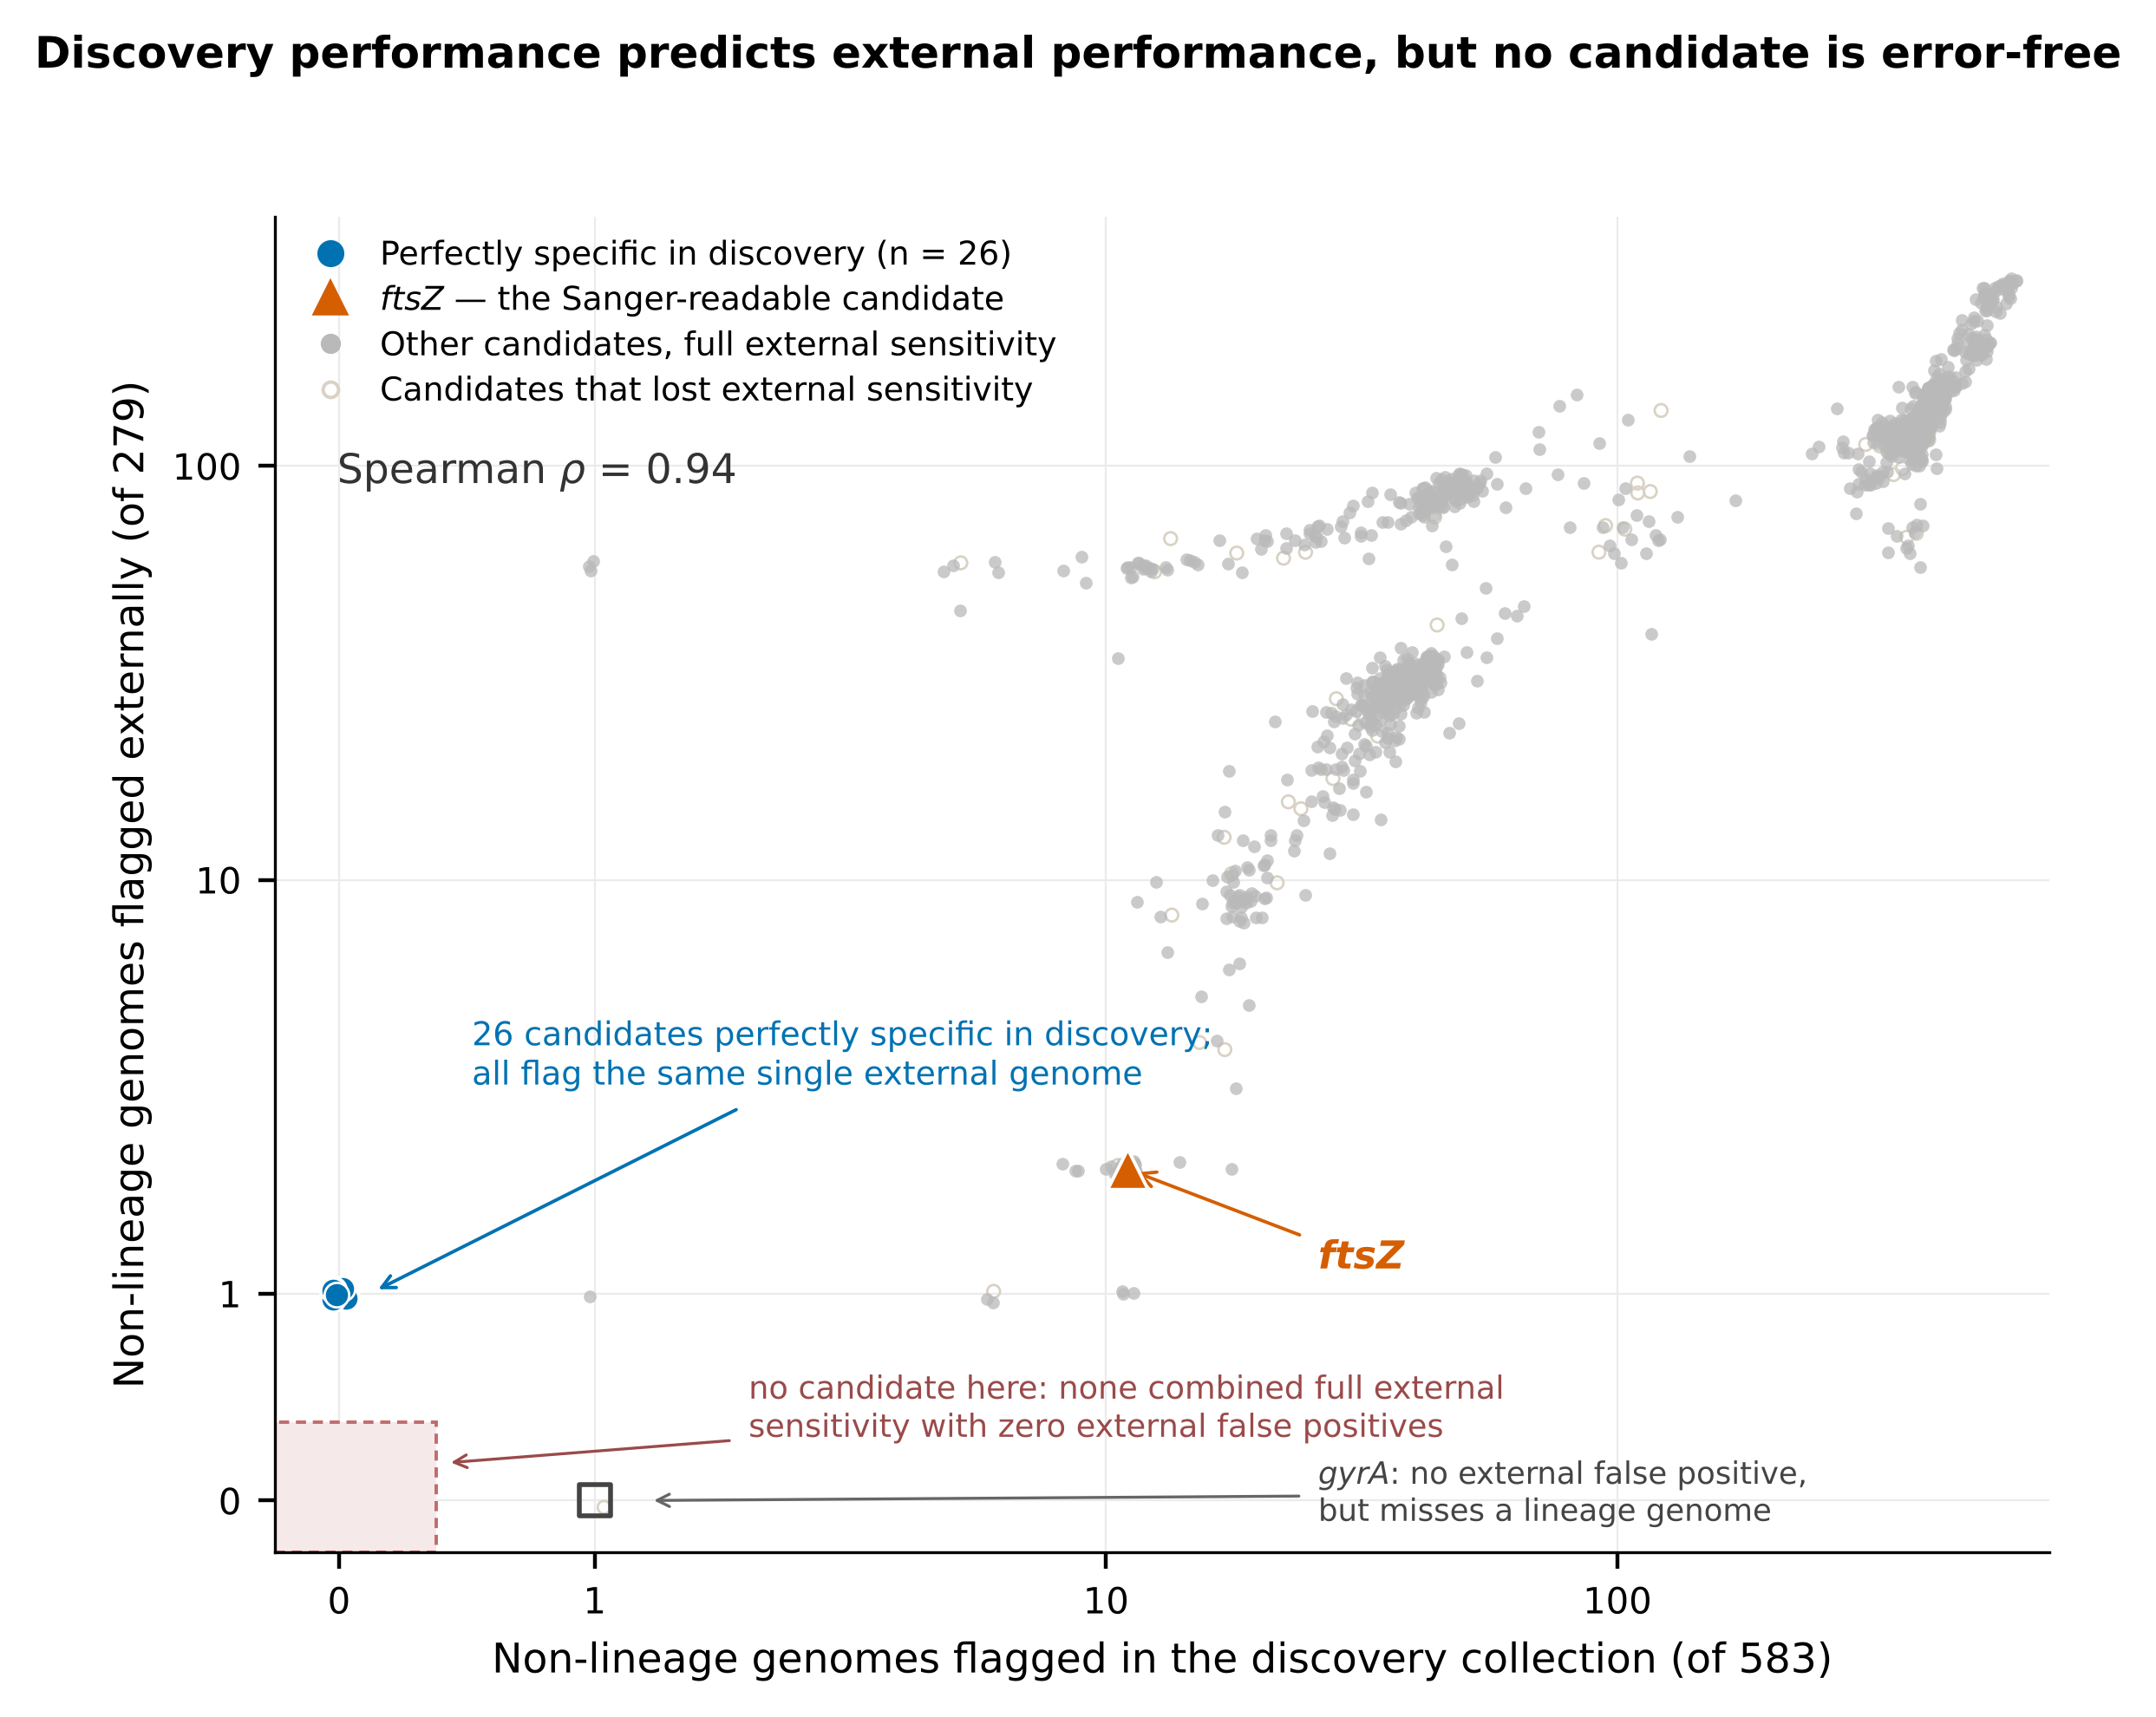 Discovery performance predicts external performance, but no candidate is error-free
Perfectly specific in discovery (n = 26)
ftsZ — the Sanger-readable candidate
Other candidates, full external sensitivity
Candidates that lost external sensitivity
Spearman ρ = 0.94
Non-lineage genomes flagged externally (of 279)
100
10
1
0
26 candidates perfectly specific in discovery;
all flag the same single external genome
ftsZ
no candidate here: none combined full external
sensitivity with zero external false positives
gyrA: no external false positive,
but misses a lineage genome
0
1
10
100
Non-lineage genomes flagged in the discovery collection (of 583)